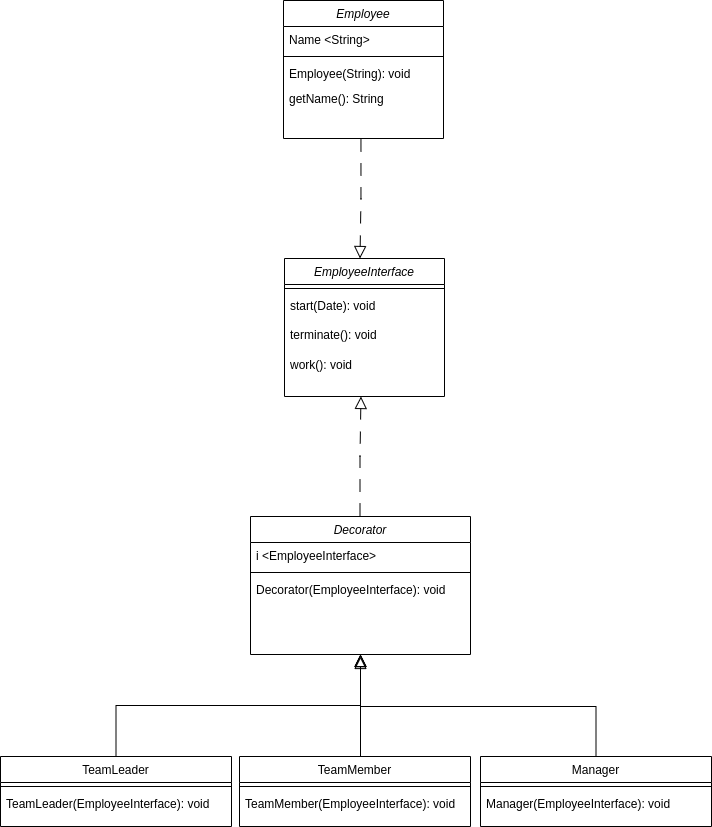 Employee
Name <String>
Employee(String): void
getName(): String
EmployeeInterface
start(Date): void
terminate(): void
work(): void
Decorator
i <EmployeeInterface>
Decorator(EmployeeInterface): void
TeamLeader
TeamLeader(EmployeeInterface): void
TeamMember
TeamMember(EmployeeInterface): void
Manager
Manager(EmployeeInterface): void